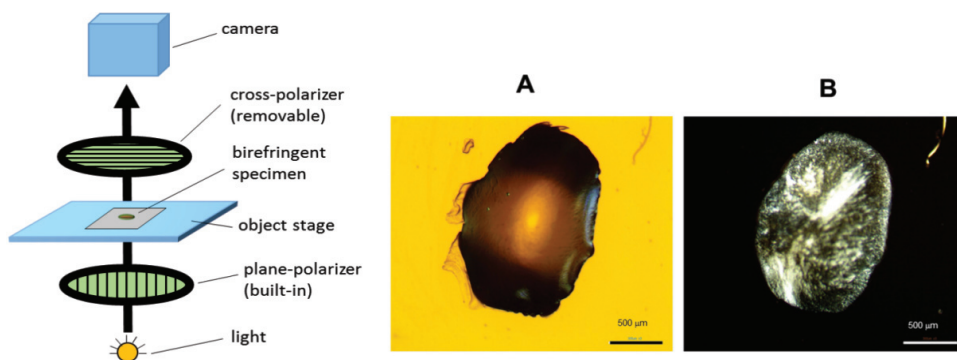 camera
cross-polarizer
(removable)
birefringent
specimen
object stage
plane-polarizer
(built-in)
light
A
500 µm
B
500 µm